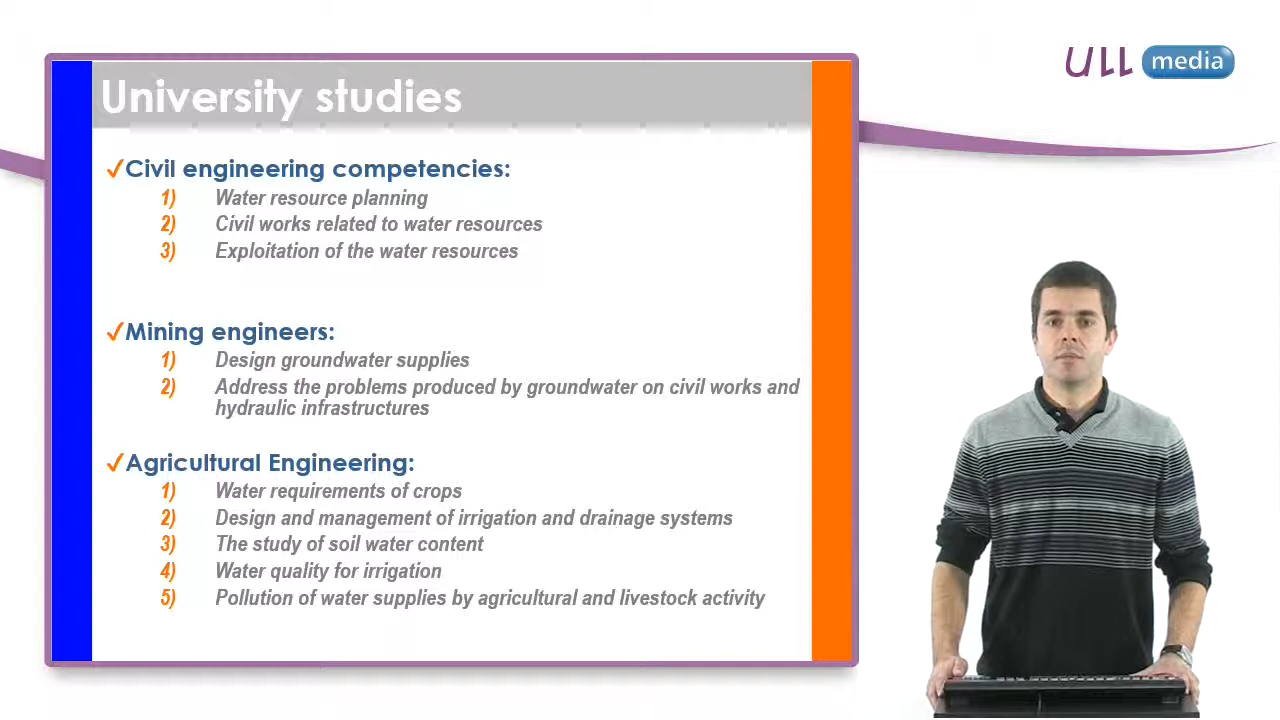 ULL media
University studies
✓Civil engineering competencies:
1) Water resource planning
2) Civil works related to water resources
3) Exploitation of the water resources
✓Mining engineers:
1) Design groundwater supplies
2) Address the problems produced by groundwater on civil works and
hydraulic infrastructures
✓Agricultural Engineering:
1) Water requirements of crops
2) Design and management of irrigation and drainage systems
3) The study of soil water content
4) Water quality for irrigation
5) Pollution of water supplies by agricultural and livestock activity